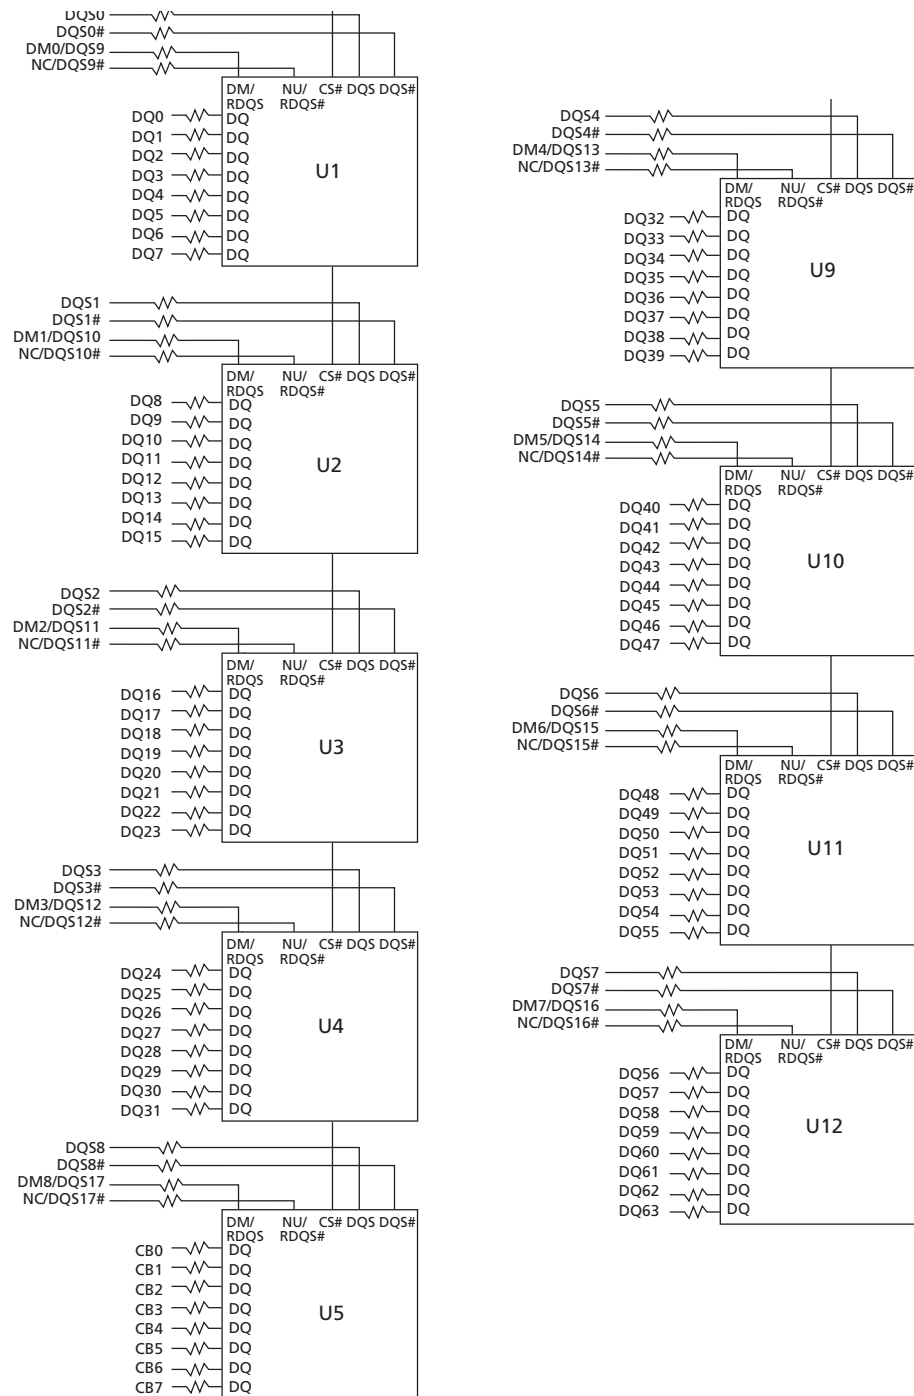 DQS0
DQS0#
DM0/DQS9
NC/DQS9#
DM/ NU/ CS# DQS DQS#
RDQS RDQS#
DQ0 DQ
DQ1 DQ
DQ2 DQ
DQ3 DQ
DQ4 DQ
DQ5 DQ
DQ6 DQ
DQ7 DQ
U1
DQS1
DQS1#
DM1/DQS10
NC/DQS10#
DM/ NU/ CS# DQS DQS#
RDQS RDQS#
DQ8 DQ
DQ9 DQ
DQ10 DQ
DQ11 DQ
DQ12 DQ
DQ13 DQ
DQ14 DQ
DQ15 DQ
U2
DQS2
DQS2#
DM2/DQS11
NC/DQS11#
DM/ NU/ CS# DQS DQS#
RDQS RDQS#
DQ16 DQ
DQ17 DQ
DQ18 DQ
DQ19 DQ
DQ20 DQ
DQ21 DQ
DQ22 DQ
DQ23 DQ
U3
DQS3
DQS3#
DM3/DQS12
NC/DQS12#
DM/ NU/ CS# DQS DQS#
RDQS RDQS#
DQ24 DQ
DQ25 DQ
DQ26 DQ
DQ27 DQ
DQ28 DQ
DQ29 DQ
DQ30 DQ
DQ31 DQ
U4
DQS8
DQS8#
DM8/DQS17
NC/DQS17#
DM/ NU/ CS# DQS DQS#
RDQS RDQS#
CB0 DQ
CB1 DQ
CB2 DQ
CB3 DQ
CB4 DQ
CB5 DQ
CB6 DQ
CB7 DQ
U5
DQS4
DQS4#
DM4/DQS13
NC/DQS13#
DM/ NU/ CS# DQS DQS#
RDQS RDQS#
DQ32 DQ
DQ33 DQ
DQ34 DQ
DQ35 DQ
DQ36 DQ
DQ37 DQ
DQ38 DQ
DQ39 DQ
U9
DQS5
DQS5#
DM5/DQS14
NC/DQS14#
DM/ NU/ CS# DQS DQS#
RDQS RDQS#
DQ40 DQ
DQ41 DQ
DQ42 DQ
DQ43 DQ
DQ44 DQ
DQ45 DQ
DQ46 DQ
DQ47 DQ
U10
DQS6
DQS6#
DM6/DQS15
NC/DQS15#
DM/ NU/ CS# DQS DQS#
RDQS RDQS#
DQ48 DQ
DQ49 DQ
DQ50 DQ
DQ51 DQ
DQ52 DQ
DQ53 DQ
DQ54 DQ
DQ55 DQ
U11
DQS7
DQS7#
DM7/DQS16
NC/DQS16#
DM/ NU/ CS# DQS DQS#
RDQS RDQS#
DQ56 DQ
DQ57 DQ
DQ58 DQ
DQ59 DQ
DQ60 DQ
DQ61 DQ
DQ62 DQ
DQ63 DQ
U12